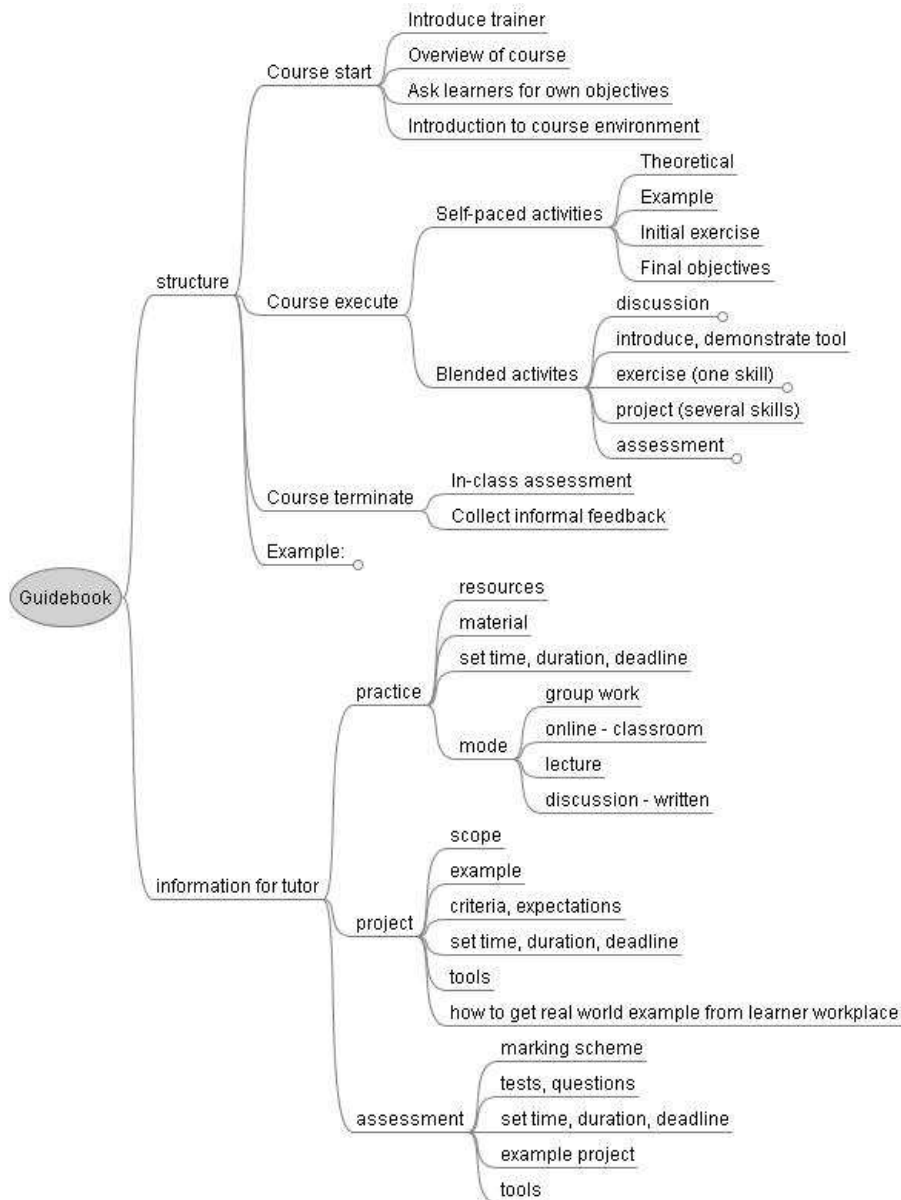 Introduce trainer
Overview of course
Course start
Ask learners for own objectives
Introduction to course environment
Theoretical
Example
Self-paced activities
Initial exercise
Final objectives
structure
Course execute
discussion
introduce, demonstrate tool
Blended activites
exercise (one skill)
project (several skills)
assessment
In-class assessment
Course terminate
Collect informal feedback
Example:
Guidebook
resources
material
set time, duration, deadline
practice
group work
online - classroom
mode
lecture
discussion - written
information for tutor
scope
example
criteria, expectations
project
set time, duration, deadline
tools
how to get real world example from learner workplace
marking scheme
tests, questions
assessment
set time, duration, deadline
example project
tools